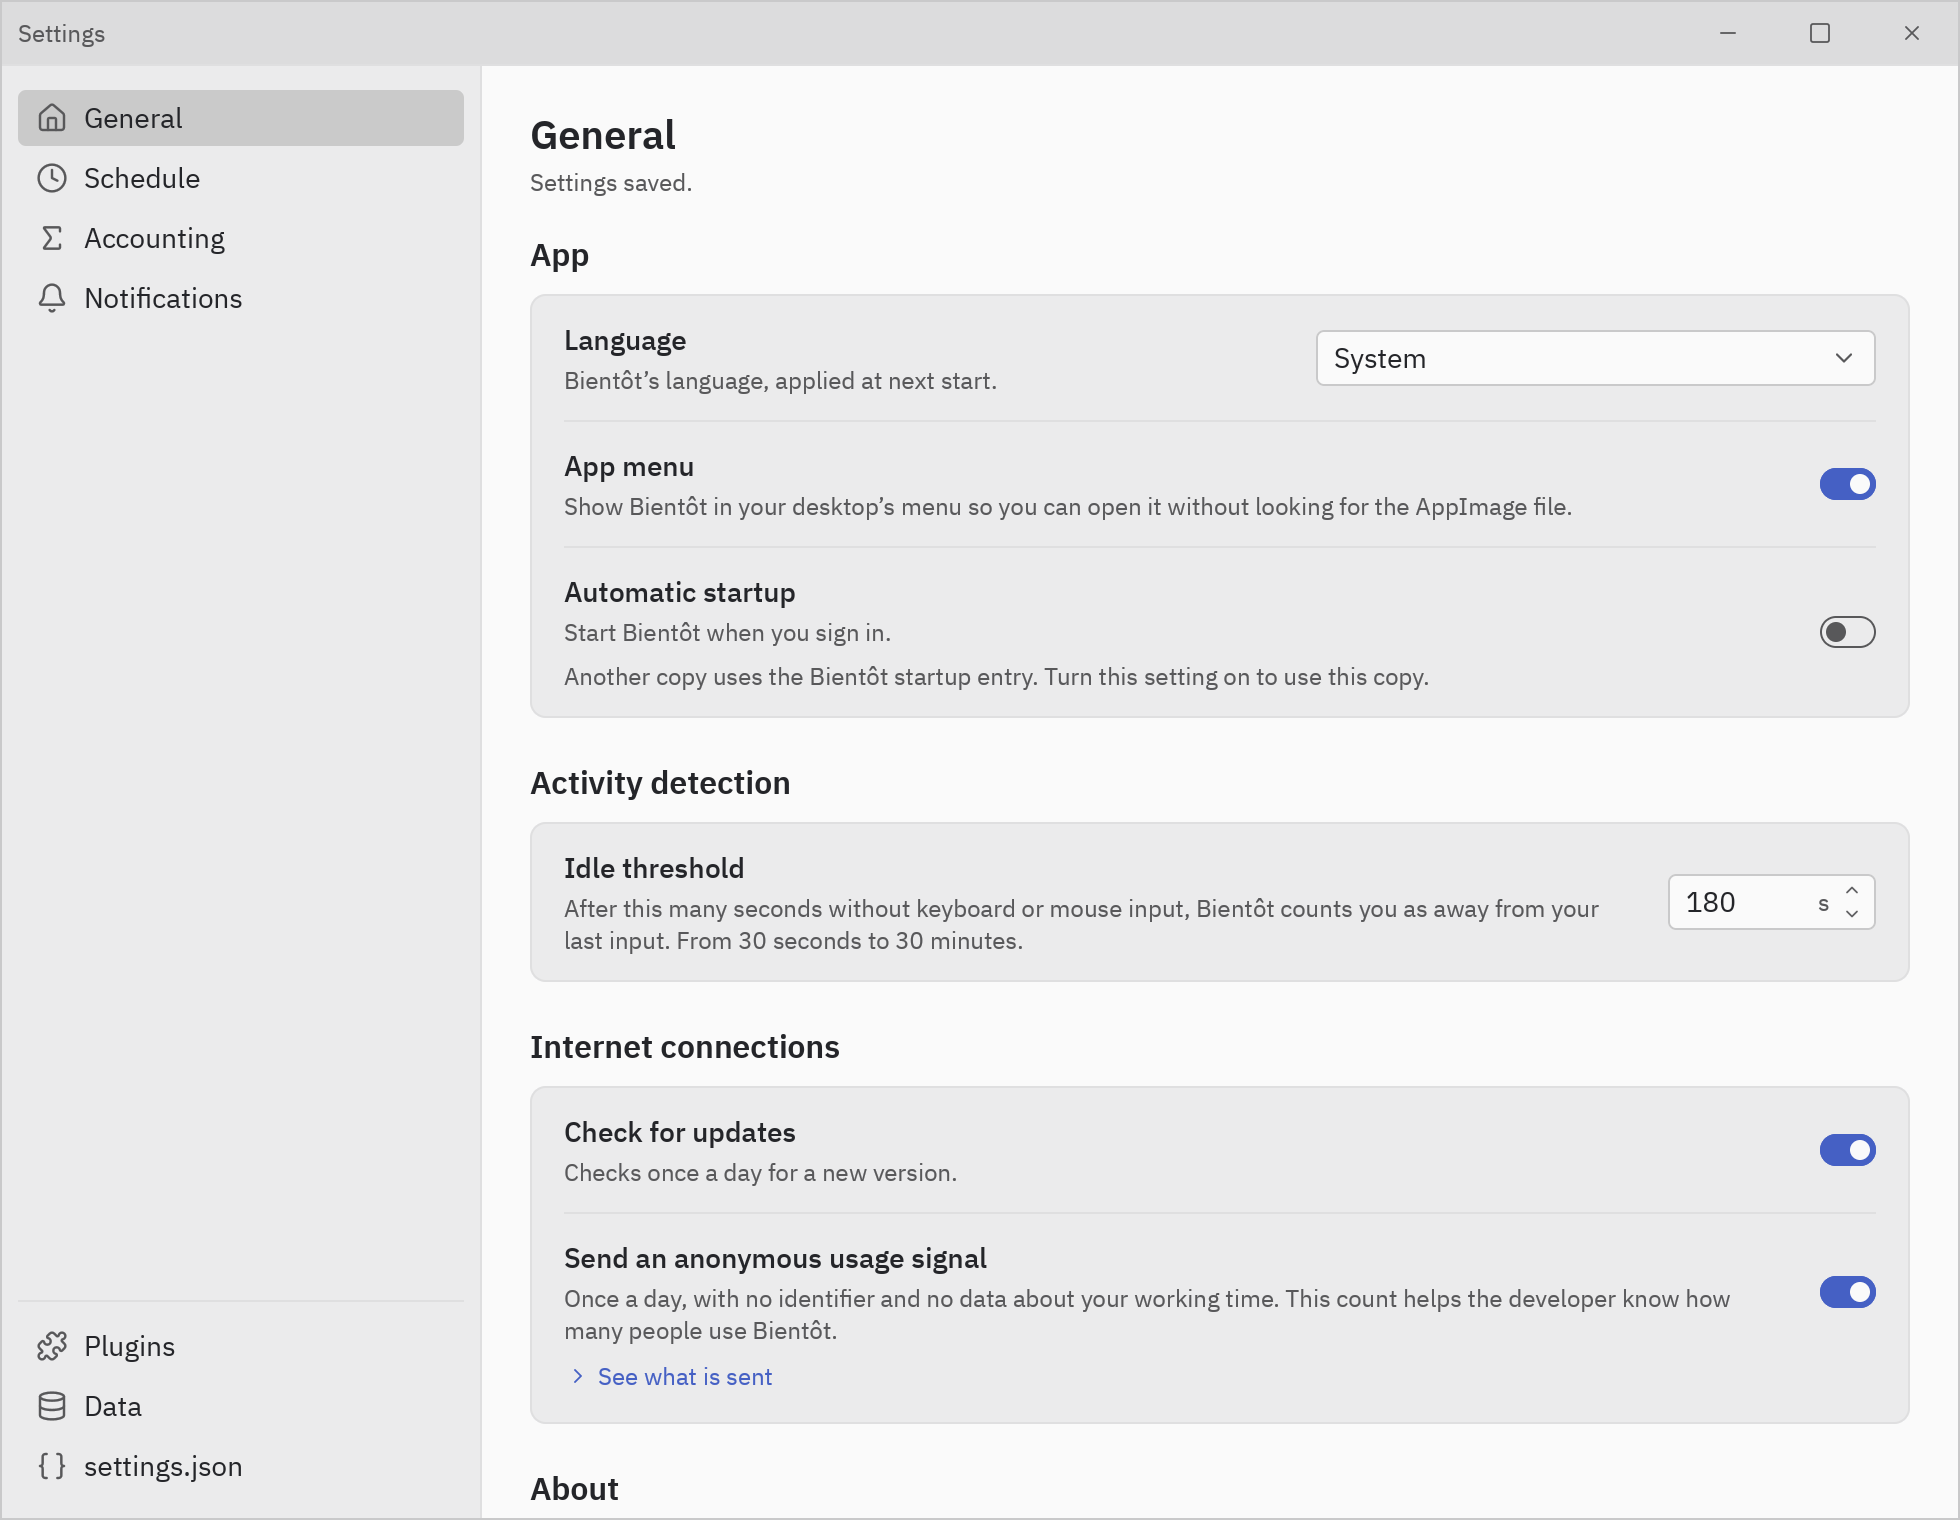 Settings
General
Schedule
Accounting
Notifications
Plugins
Data
settings.json
General
Settings saved.
App
Language
Bientôt’s language, applied at next start.
System
App menu
Show Bientôt in your desktop’s menu so you can open it without looking for the AppImage file.
Automatic startup
Start Bientôt when you sign in.
Another copy uses the Bientôt startup entry. Turn this setting on to use this copy.
Activity detection
Idle threshold
After this many seconds without keyboard or mouse input, Bientôt counts you as away from your
last input. From 30 seconds to 30 minutes.
180 s
Internet connections
Check for updates
Checks once a day for a new version.
Send an anonymous usage signal
Once a day, with no identifier and no data about your working time. This count helps the developer know how
many people use Bientôt.
See what is sent
About